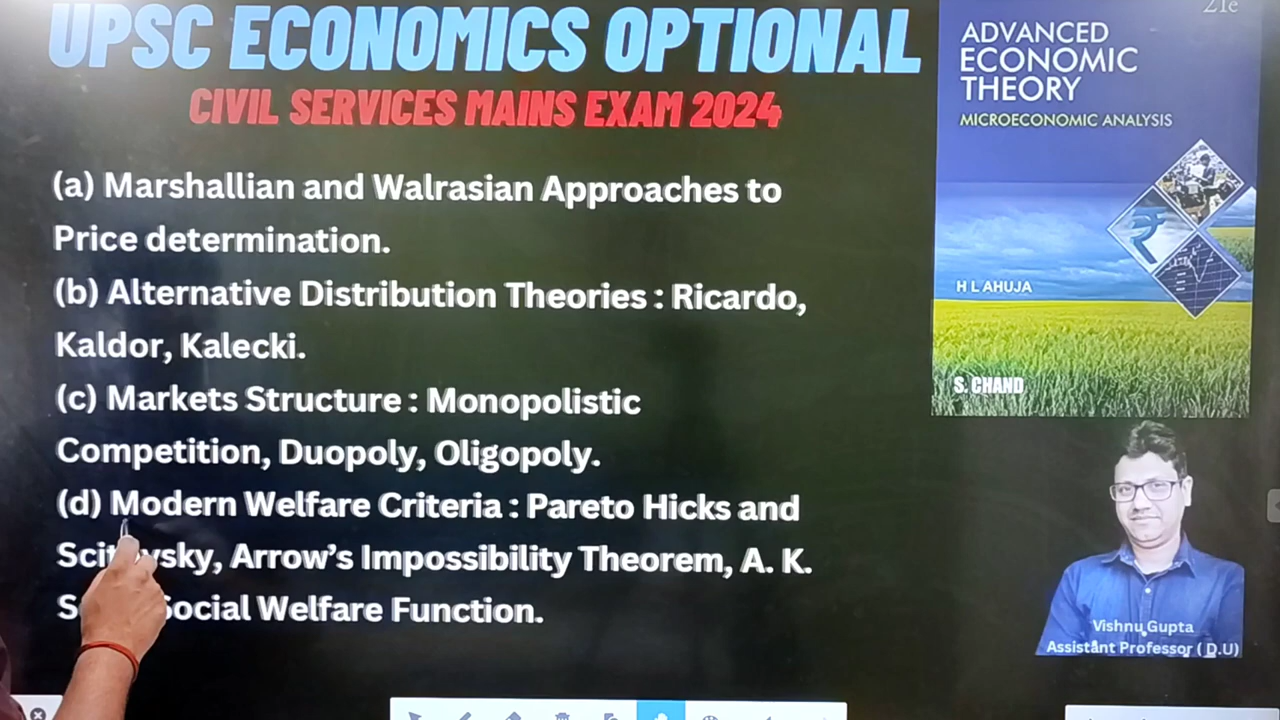 UPSC ECONOMICS OPTIONAL
CIVIL SERVICES MAINS EXAM 2024
(a) Marshallian and Walrasian Approaches to
Price determination.
(b) Alternative Distribution Theories : Ricardo,
Kaldor, Kalecki.
(c) Markets Structure : Monopolistic
Competition, Duopoly, Oligopoly.
(d) Modern Welfare Criteria : Pareto Hicks and
Arrow's Impossibility Theorem, A. K.
Social Welfare Function.
21e
ADVANCED
ECONOMIC
THEORY
MICROECONOMIC ANALYSIS
H L AHUJA
S. CHAND
Vishnu Gupta
Assistant Professor ( D.U)